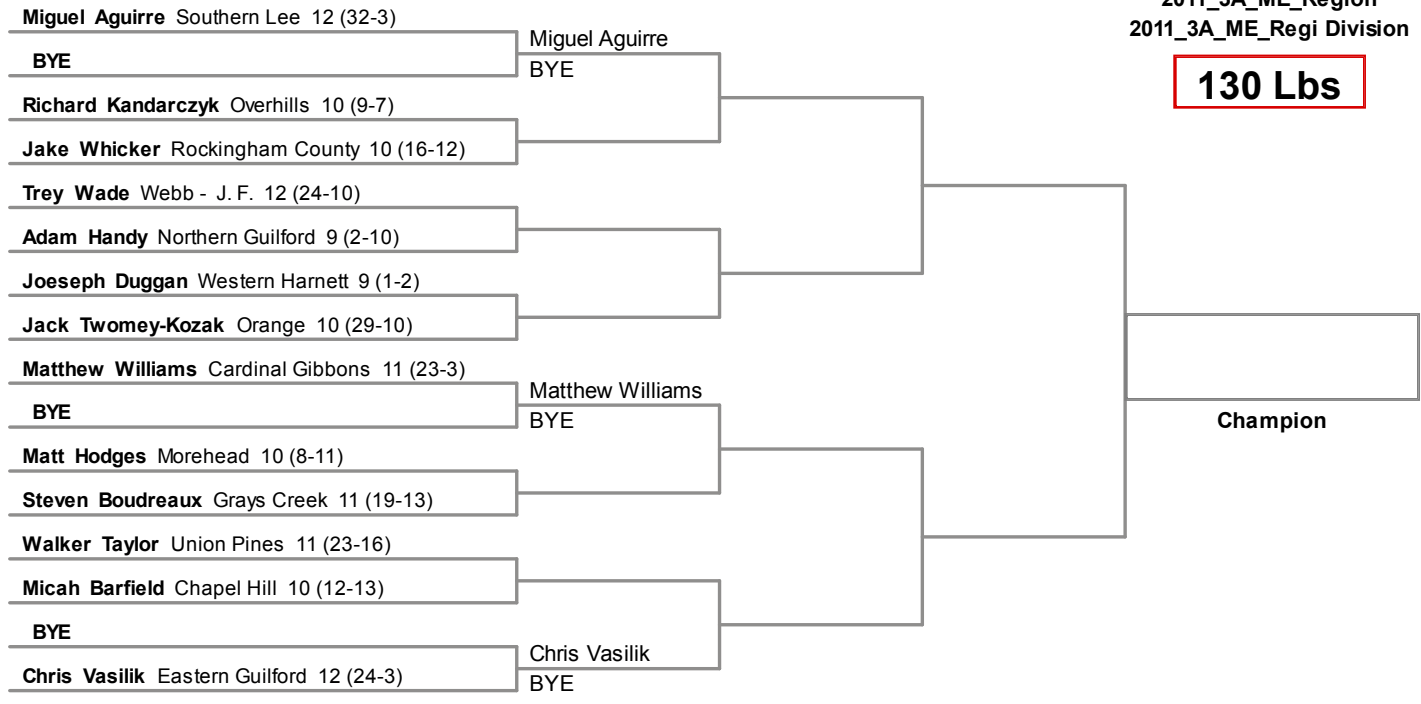 2011_3A_ME_Region
2011_3A_ME_Regi Division
130 Lbs
Miguel Aguirre Southern Lee 12 (32-3)
BYE
Miguel Aguirre
BYE
Richard Kandarczyk Overhills 10 (9-7)
Jake Whicker Rockingham County 10 (16-12)
Trey Wade Webb - J. F. 12 (24-10)
Adam Handy Northern Guilford 9 (2-10)
Joeseph Duggan Western Harnett 9 (1-2)
Jack Twomey-Kozak Orange 10 (29-10)
Matthew Williams Cardinal Gibbons 11 (23-3)
BYE
Matthew Williams
BYE
Matt Hodges Morehead 10 (8-11)
Steven Boudreaux Grays Creek 11 (19-13)
Walker Taylor Union Pines 11 (23-16)
Micah Barfield Chapel Hill 10 (12-13)
BYE
Chris Vasilik Eastern Guilford 12 (24-3)
Chris Vasilik
BYE
Champion